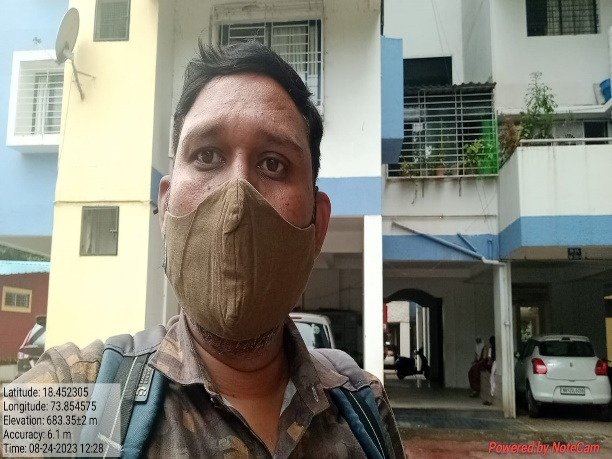 Latitude: 18.452305
Longitude: 73.854575
Elevation: 683.35±2 m
Accuracy: 6.1 m
Time: 08-24-2023 12:28
Powered by NoteCam